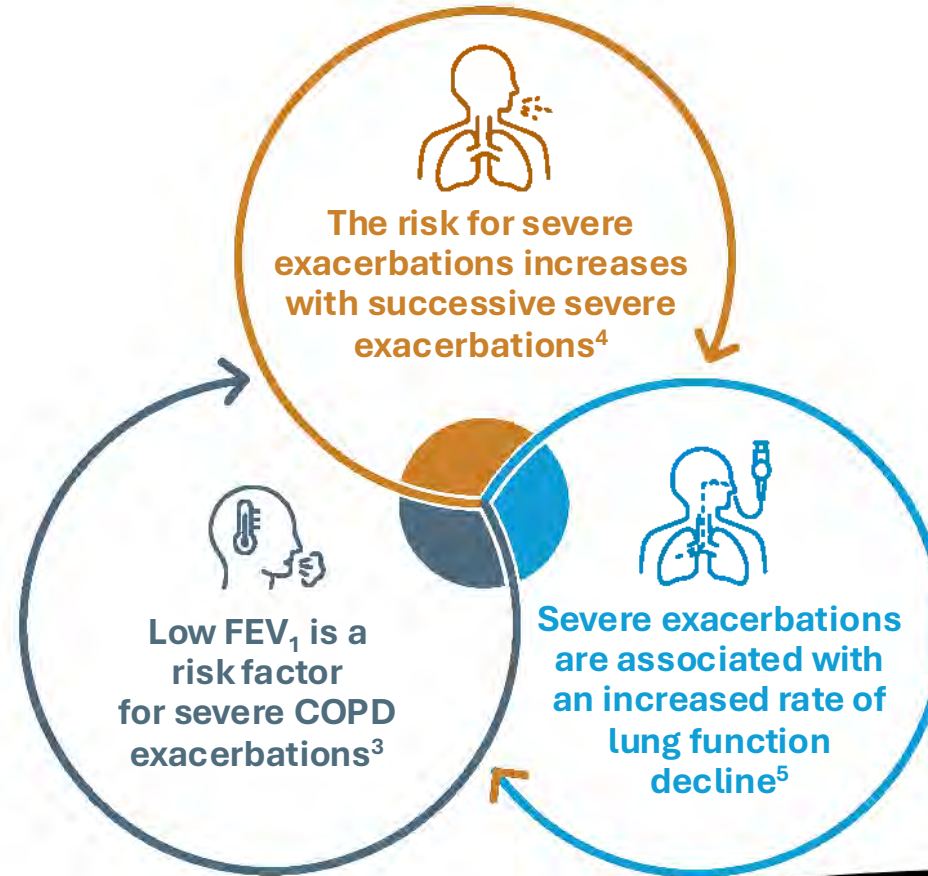 The risk for severe
exacerbations increases
with successive severe
exacerbations⁴
Low FEV₁ is a
risk factor
for severe COPD
exacerbations³
Severe exacerbations
are associated with
an increased rate of
lung function
decline⁵